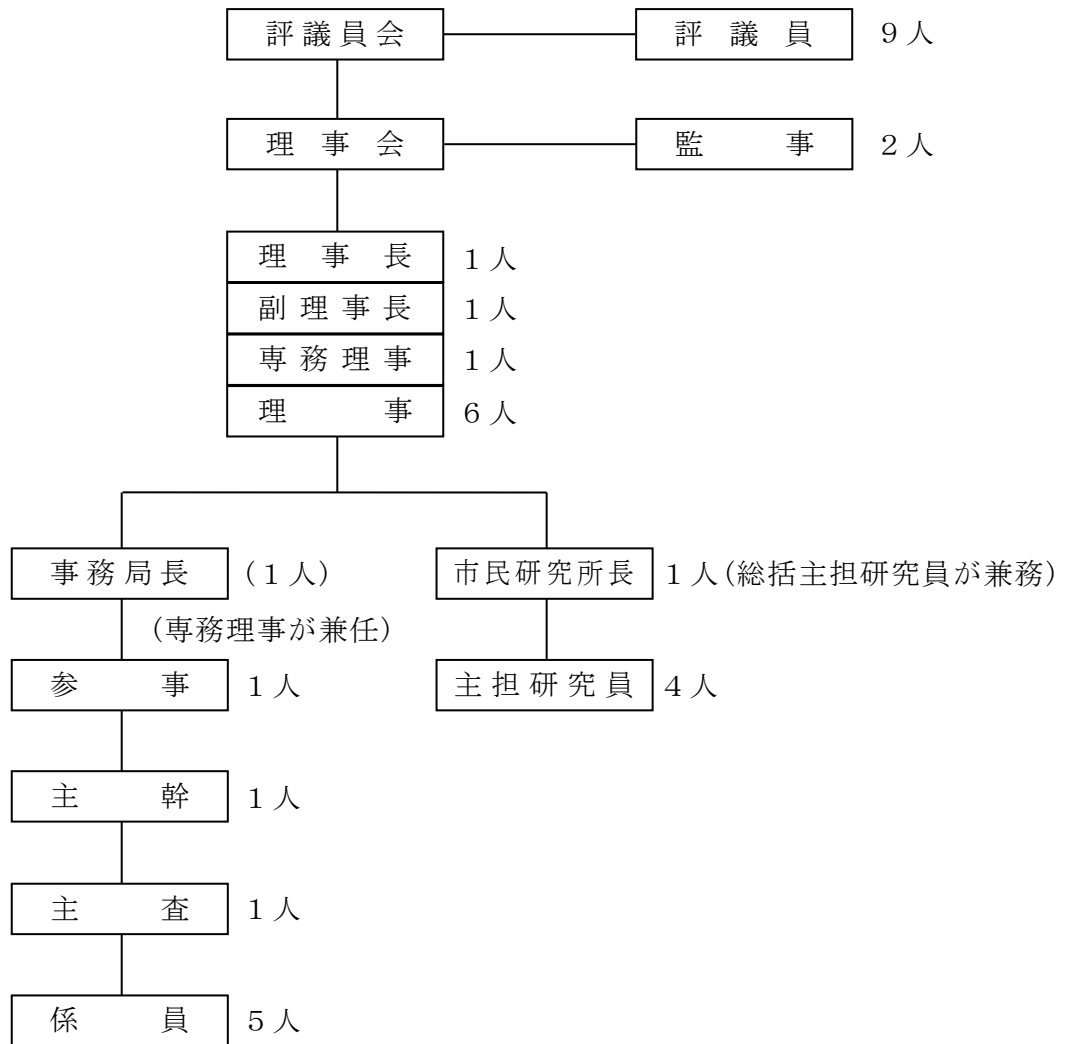 評議員会 評議員 9人
理事会 監事 2人
理事長 1人
副理事長 1人
専務理事 1人
理事 6人
事務局長 (1人) 市民研究所長 1人(総括主担研究員が兼務)
(専務理事が兼任)
参事 1人 主担研究員 4人
主幹 1人
主査 1人
係員 5人